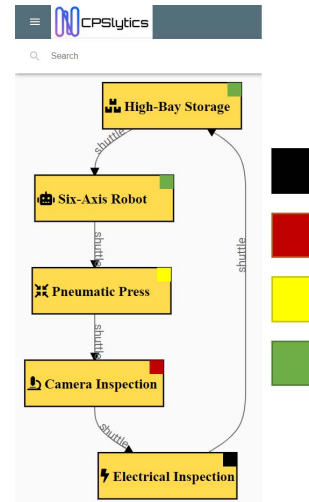 CPSlytics
Search
High-Bay Storage
shuttle
Six-Axis Robot
shuttle
shuttle
Pneumatic Press
shuttle
Camera Inspection
shuttle
Electrical Inspection